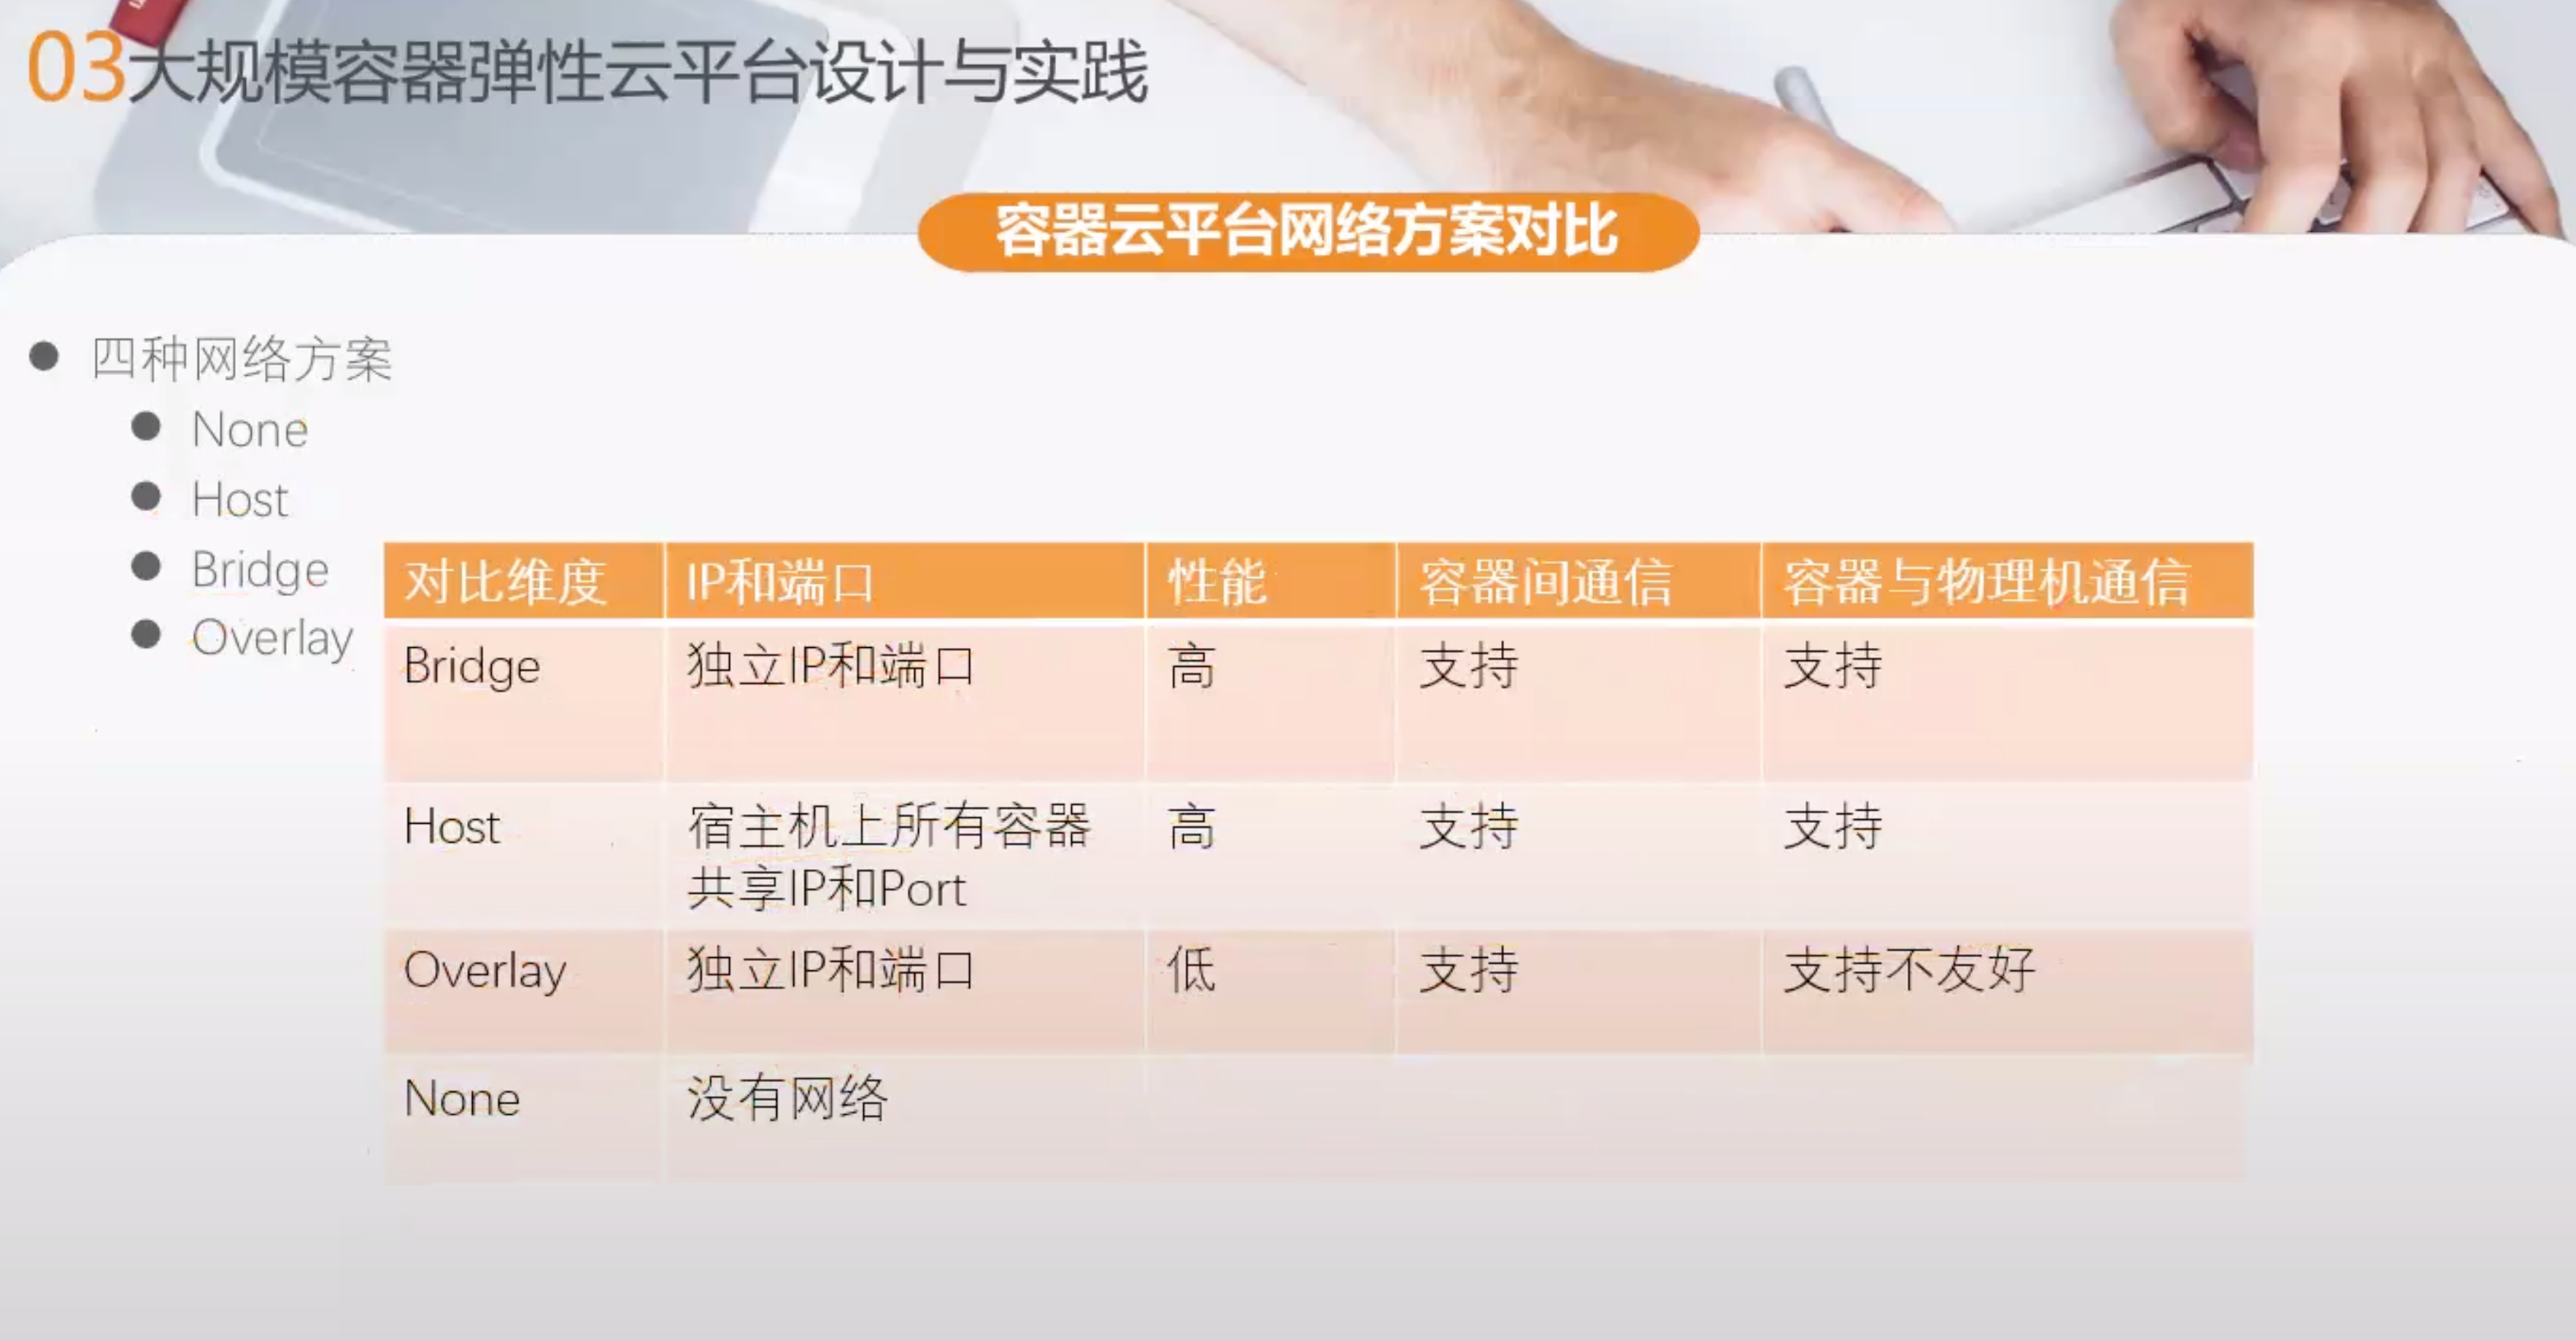 03大规模容器弹性云平台设计与实践
容器云平台网络方案对比
四种网络方案
None
Host
Bridge
Overlay
对比维度 IP和端口 性能 容器间通信 容器与物理机通信
Bridge 独立IP和端口 高 支持 支持
Host 宿主机上所有容器 高 支持 支持
共享IP和Port
Overlay 独立IP和端口 低 支持 支持不友好
None 没有网络